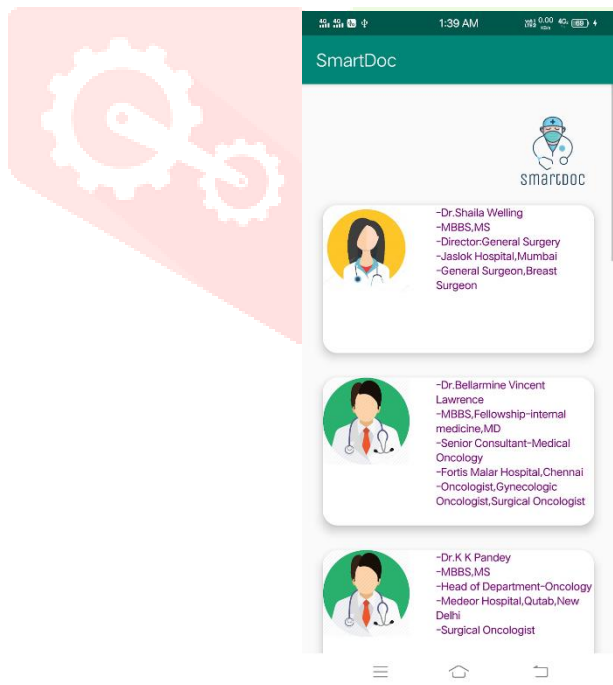 1:39 AM
0.00
SmartDoc
smartdoc
-Dr.Shaila Welling
-MBBS,MS
-Director:General Surgery
-Jaslok Hospital,Mumbai
-General Surgeon,Breast
Surgeon
-Dr.Bellarmine Vincent
Lawrence
-MBBS,Fellowship-internal
medicine,MD
-Senior Consultant-Medical
Oncology
-Fortis Malar Hospital,Chennai
-Oncologist,Gynecologic
Oncologist,Surgical Oncologist
-Dr.K K Pandey
-MBBS,MS
-Head of Department-Oncology
-Medeor Hospital,Qutab,New
Delhi
-Surgical Oncologist